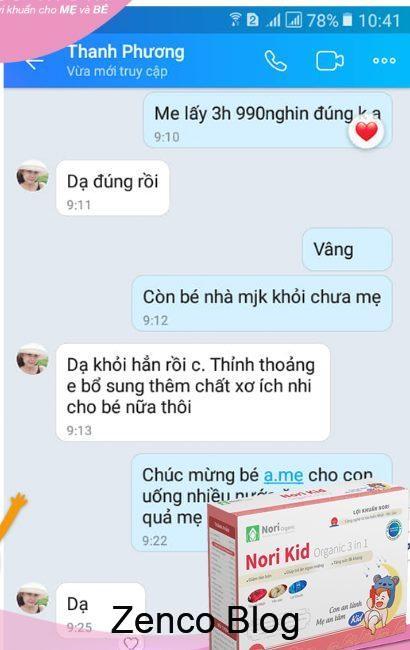 khuẩn cho MẸ và BÉ
78% 10:41
Thanh Phương
Vừa mới truy cập
Me lấy 3h 990nghin đúng k a
9:10
Dạ đúng rồi
9:11
Vâng
Còn bé nhà mjk khỏi chưa mẹ
9:12
Dạ khỏi hẳn rồi c. Thỉnh thoảng
e bổ sung thêm chất xơ ích nhi
cho bé nữa thôi
9:13
Chúc mừng bé a.mẹ cho con
uống nhiều nước
quả mẹ
9:22
Nori Kid
LỢI KHUẨN NORI
Nori organic
Nori Kid Organic 3 in 1
Con ăn lành
Mẹ an tâm
Kid
Dạ
9:25
Zenco Blog